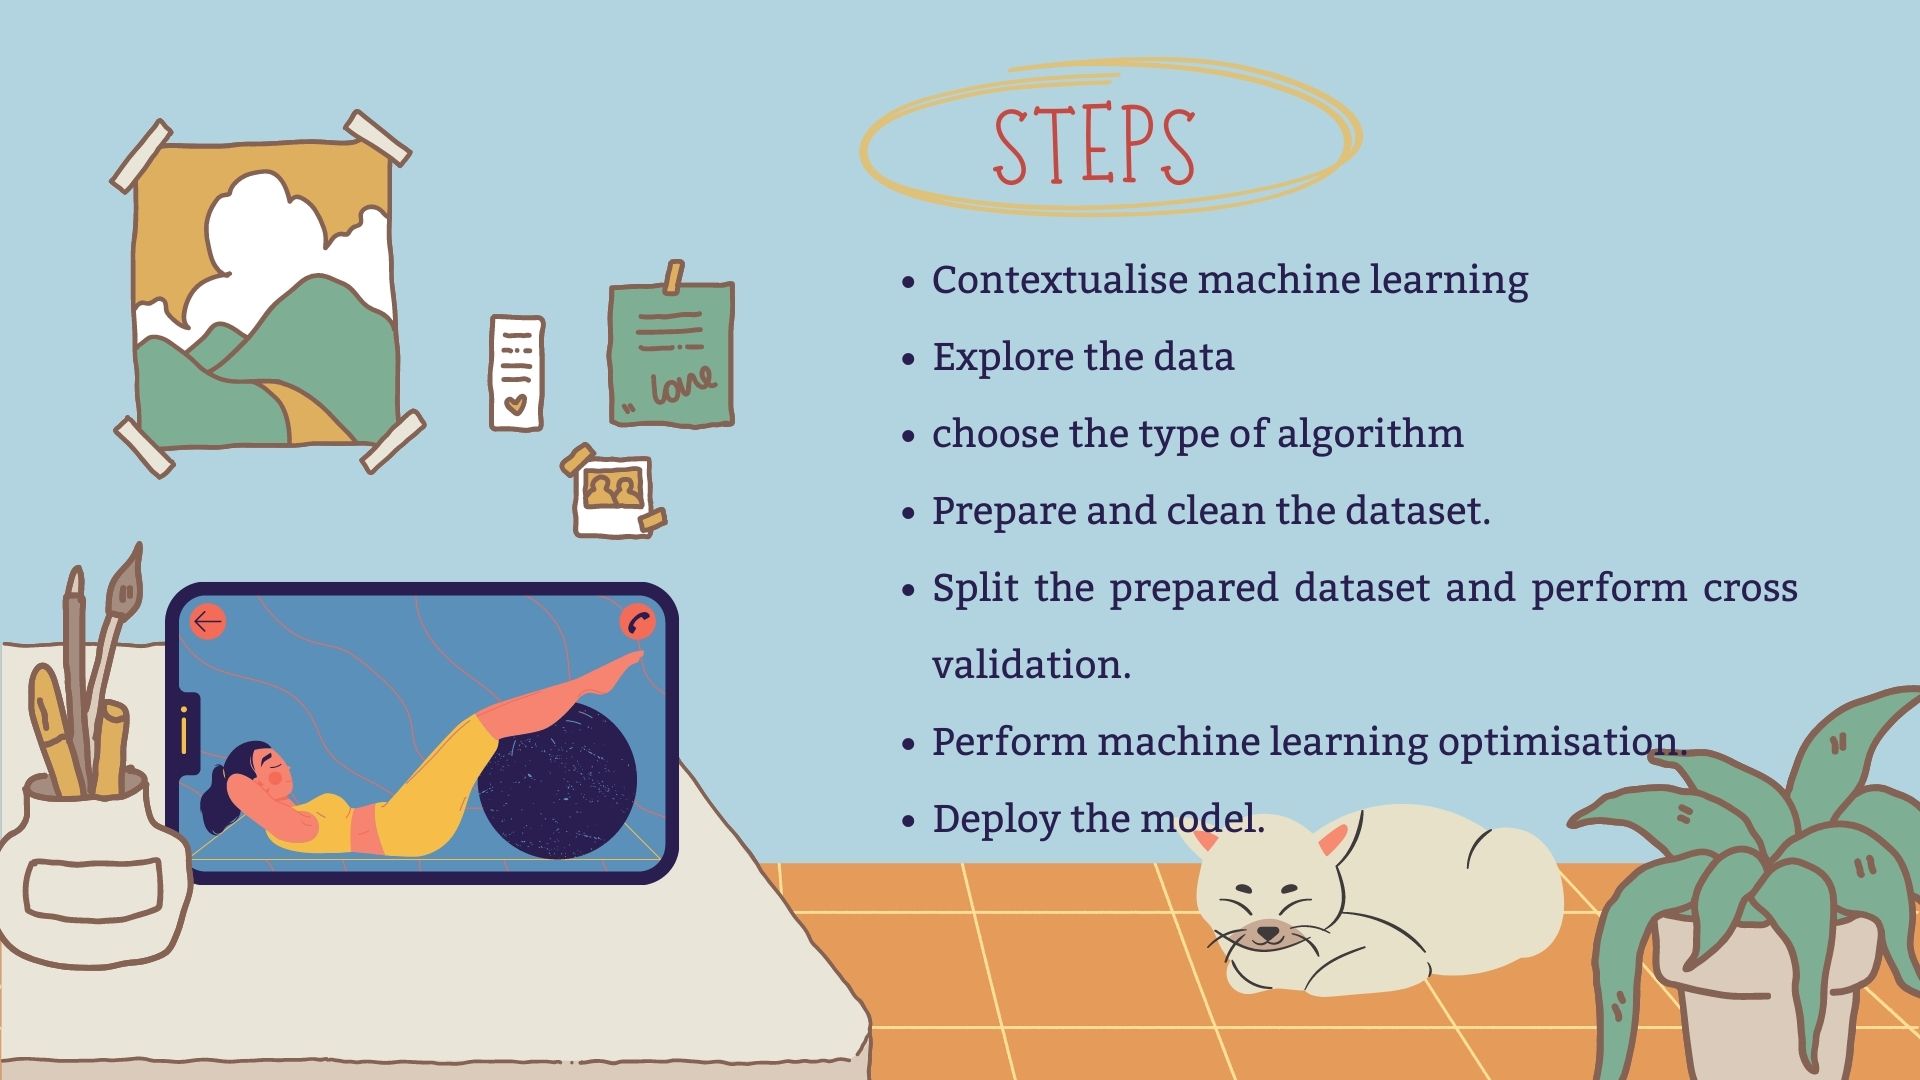 STEPS
• Contextualise machine learning
• Explore the data
• choose the type of algorithm
• Prepare and clean the dataset.
• Split the prepared dataset and perform cross
validation.
• Perform machine learning optimisation.
• Deploy the model.
love